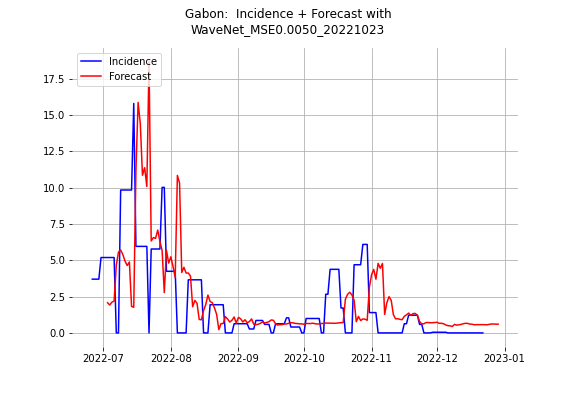 Gabon:  Incidence + Forecast with
WaveNet_MSE0.0050_20221023
Incidence
Forecast
17.5
15.0
12.5
10.0
7.5
5.0
2.5
0.0
2022-07 2022-08 2022-09 2022-10 2022-11 2022-12 2023-01